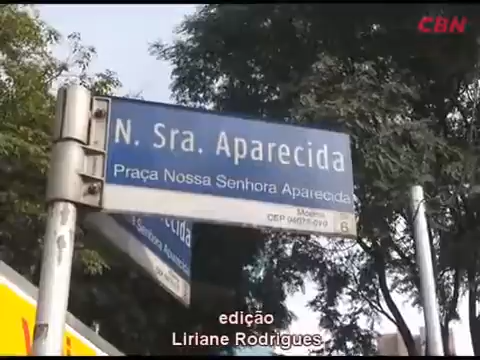 CBN
N. Sra. Aparecida
Praça Nossa Senhora Aparecida
Moema
6
edição
Liriane Rodrigues